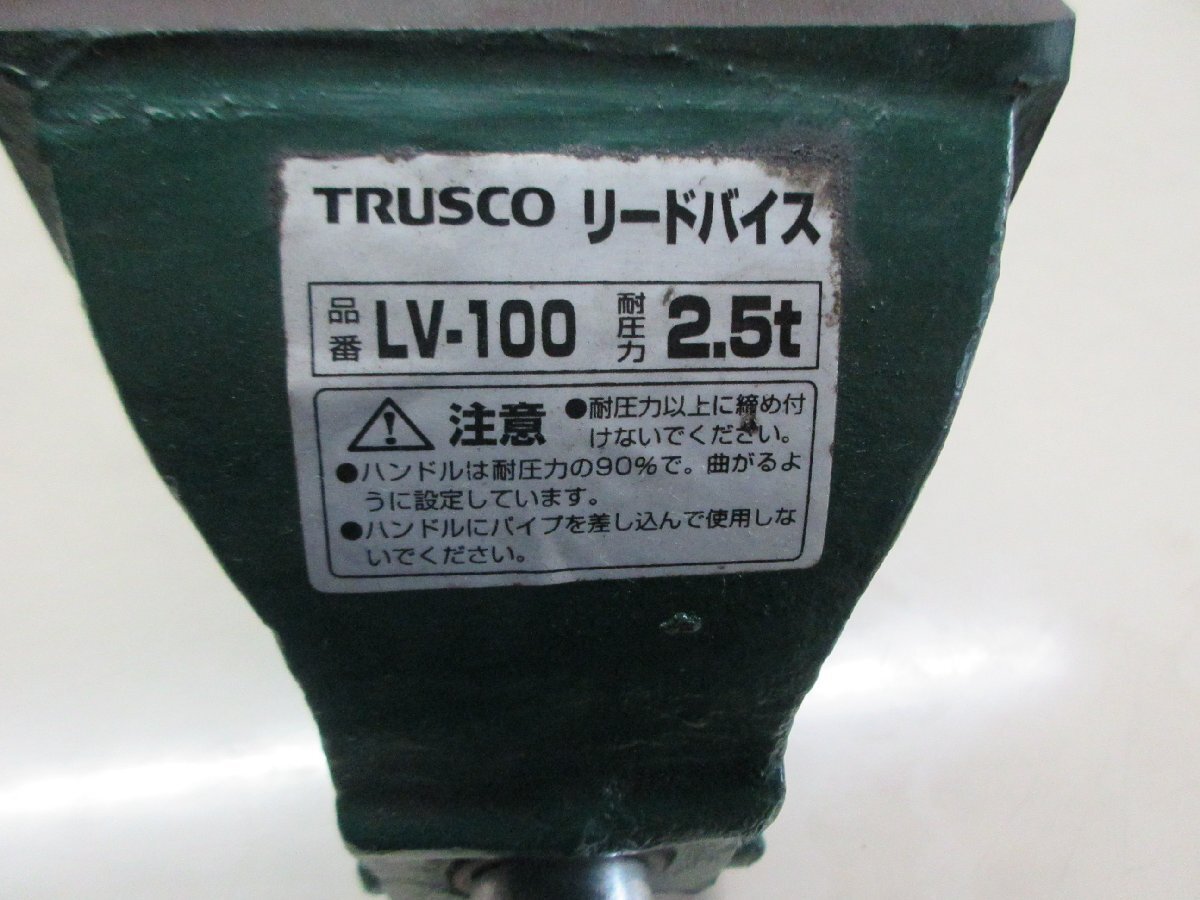 TRUSCO リードバイス
品番 LV-100 耐圧力 2.5t
注意 ●耐圧力以上に締め付
けないでください。
●ハンドルは耐圧力の90%で。曲がるよ
うに設定しています。
●ハンドルにパイプを差し込んで使用しな
いでください。